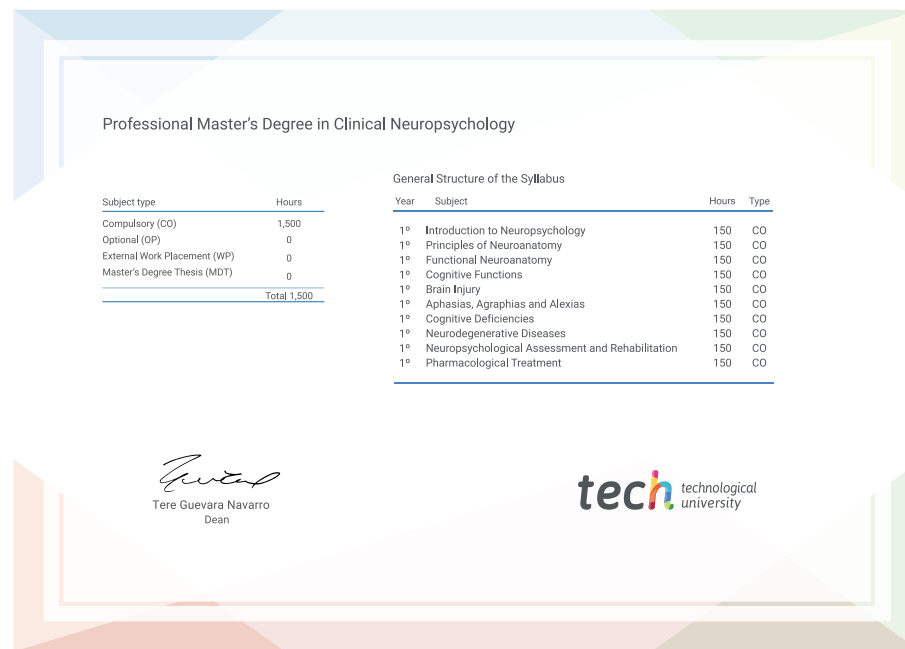 Professional Master's Degree in Clinical Neuropsychology
Subject type Hours
Compulsory (CO) 1,500
Optional (OP) 0
External Work Placement (WP) 0
Master's Degree Thesis (MDT) 0
Total 1,500
General Structure of the Syllabus
Year Subject Hours Type
1º Introduction to Neuropsychology 150 CO
1º Principles of Neuroanatomy 150 CO
1º Functional Neuroanatomy 150 CO
1º Cognitive Functions 150 CO
1º Brain Injury 150 CO
1º Aphasias, Agraphias and Alexias 150 CO
1º Cognitive Deficiencies 150 CO
1º Neurodegenerative Diseases 150 CO
1º Neuropsychological Assessment and Rehabilitation 150 CO
1º Pharmacological Treatment 150 CO
Tere Guevara Navarro
Dean
tech technological
university